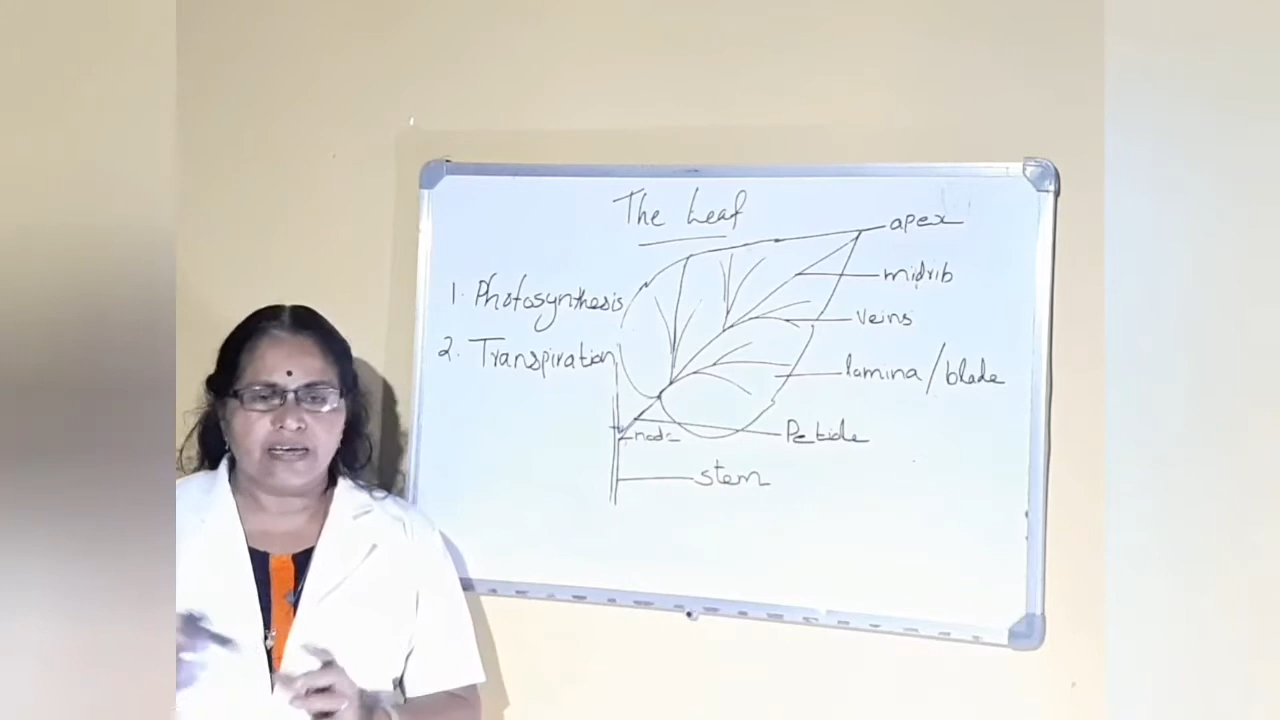 The Leaf
apex
midrib
1. Photosynthesis
veins
2. Transpiration
lamina/blade
node
Petiole
stem